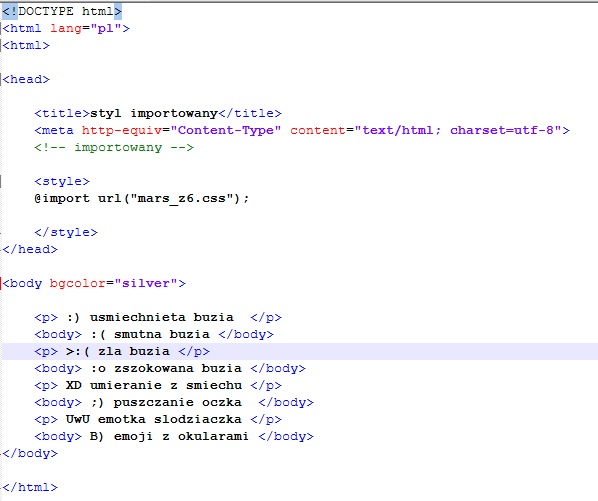 <!DOCTYPE html>
<html lang="pl">
<html>
<head>
<title>styl importowany</title>
<meta http-equiv="Content-Type" content="text/html; charset=utf-8">
<!-- importowany -->
<style>
@import url("mars_z6.css");
</style>
</head>
<body bgcolor="silver">
<p> :) usmiechnieta buzia  </p>
<body> :( smutna buzia </body>
<p> >:( zla buzia </p>
<body> :o zszokowana buzia </body>
<p> XD umieranie z smiechu </p>
<body> ;) puszczanie oczka  </body>
<p> UwU emotka slodziaczka </p>
<body> B) emoji z okularami </body>
</body>
</html>